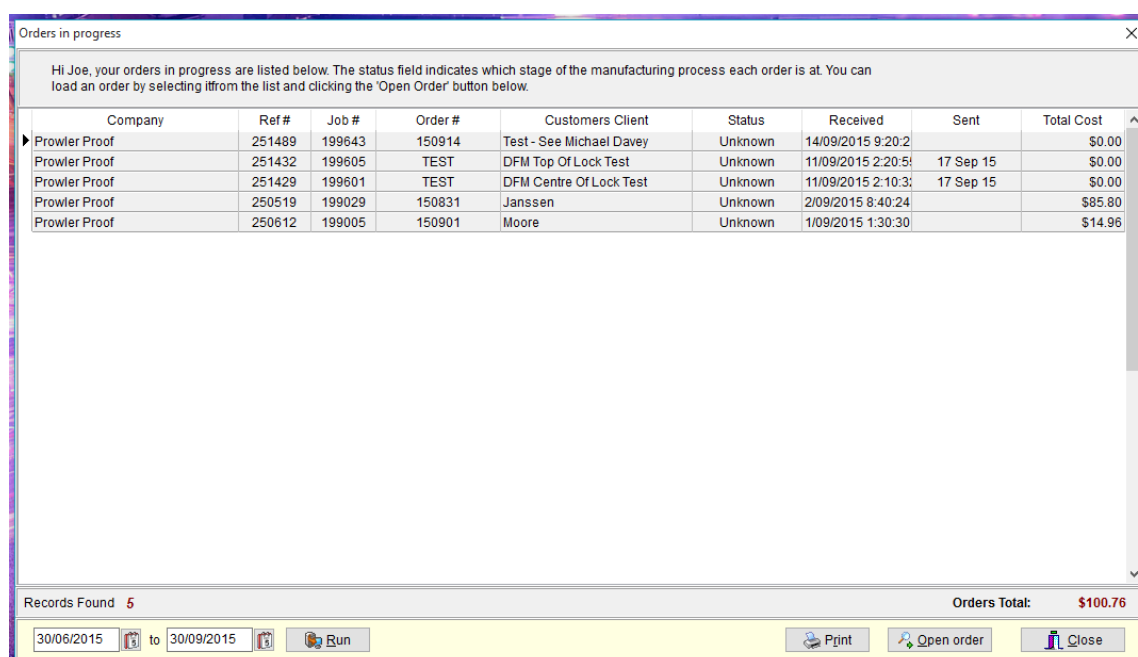 Orders in progress
Hi Joe, your orders in progress are listed below. The status field indicates which stage of the manufacturing process each order is at. You can
load an order by selecting itfrom the list and clicking the 'Open Order' button below.
Company Ref # Job # Order # Customers Client Status Received Sent Total Cost
Prowler Proof 251489 199643 150914 Test - See Michael Davey Unknown 14/09/2015 9:20:2 $0.00
Prowler Proof 251432 199605 TEST DFM Top Of Lock Test Unknown 11/09/2015 2:20:5 17 Sep 15 $0.00
Prowler Proof 251429 199601 TEST DFM Centre Of Lock Test Unknown 11/09/2015 2:10:3 17 Sep 15 $0.00
Prowler Proof 250519 199029 150831 Janssen Unknown 2/09/2015 8:40:24 $85.80
Prowler Proof 250612 199005 150901 Moore Unknown 1/09/2015 1:30:30 $14.96
Records Found 5 Orders Total: $100.76
30/06/2015 to 30/09/2015 Run Print Open order Close